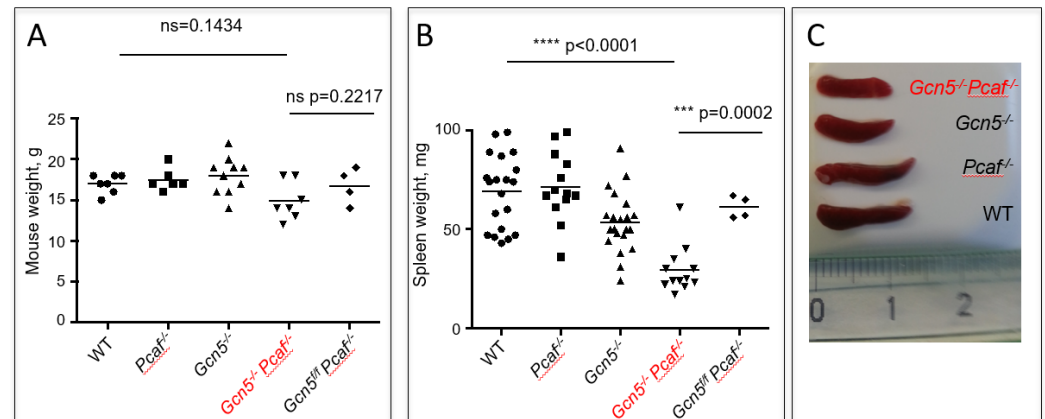 A
ns=0.1434
ns p=0.2217
Mouse weight, g
25
20
15
10
5
0
WT
Pcaf-/-
Gcn5-/-
Gcn5-/- Pcaf-/-
Gcn5f/f Pcaf-/-
B
**** p<0.0001
*** p=0.0002
Spleen weight, mg
100
50
0
WT
Pcaf-/-
Gcn5-/-
Gcn5-/- Pcaf-/-
Gcn5f/f Pcaf-/-
C
Gcn5-/-Pcaf-/-
Gcn5-/-
Pcaf-/-
WT
0 1 2